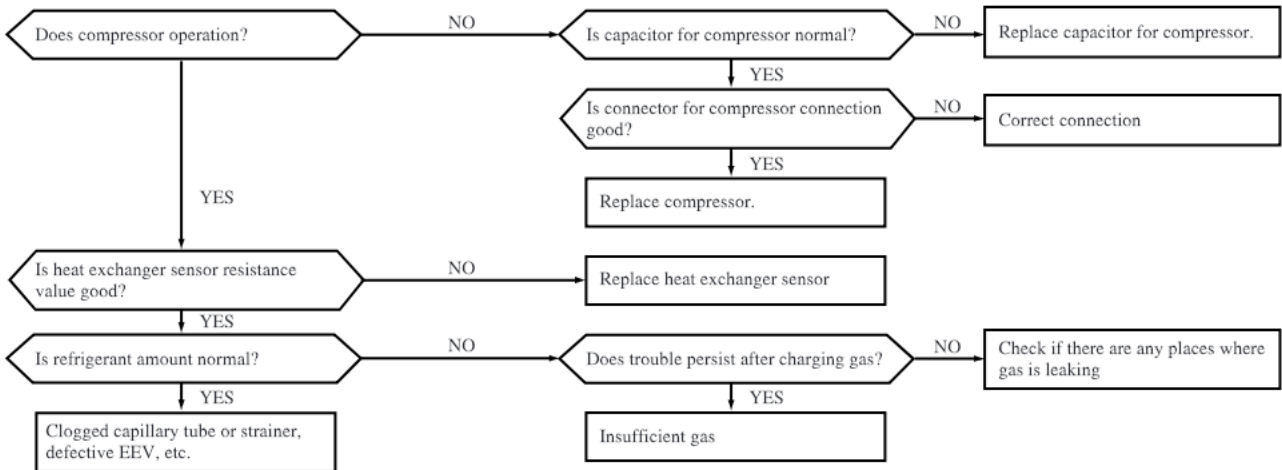 Does compressor operation?
NO
Is capacitor for compressor normal?
NO
Replace capacitor for compressor.
YES
Is connector for compressor connection
good?
NO
Correct connection
YES
Replace compressor.
YES
Is heat exchanger sensor resistance
value good?
NO
Replace heat exchanger sensor
YES
Is refrigerant amount normal?
NO
Does trouble persist after charging gas?
NO
Check if there are any places where
gas is leaking
YES
Clogged capillary tube or strainer,
defective EEV, etc.
YES
Insufficient gas